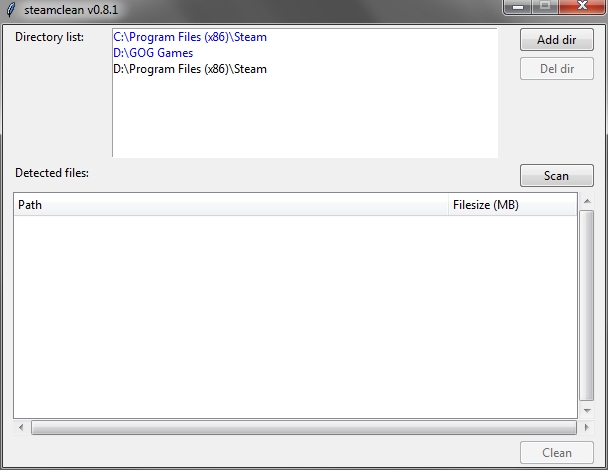 steamclean v0.8.1
Directory list:
C:\Program Files (x86)\Steam
D:\GOG Games
D:\Program Files (x86)\Steam
Add dir
Del dir
Detected files:
Scan
Path
Filesize (MB)
Clean